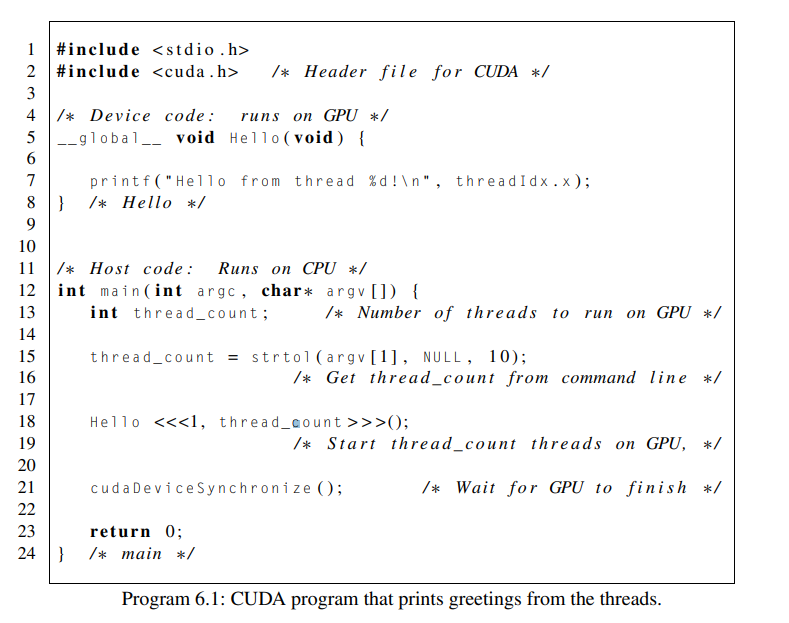 1 #include <stdio.h>
2 #include <cuda.h> /* Header file for CUDA */
3
4 /* Device code: runs on GPU */
5 __global__ void Hello(void) {
6
7 printf("Hello from thread %d!\n", threadIdx.x);
8 } /* Hello */
9
10
11 /* Host code: Runs on CPU */
12 int main(int argc, char* argv[]) {
13 int thread_count; /* Number of threads to run on GPU */
14
15 thread_count = strtol(argv[1], NULL, 10);
16 /* Get thread_count from command line */
17
18 Hello <<<1, thread_count>>>();
19 /* Start thread_count threads on GPU, */
20
21 cudaDeviceSynchronize(); /* Wait for GPU to finish */
22
23 return 0;
24 } /* main */
Program 6.1: CUDA program that prints greetings from the threads.